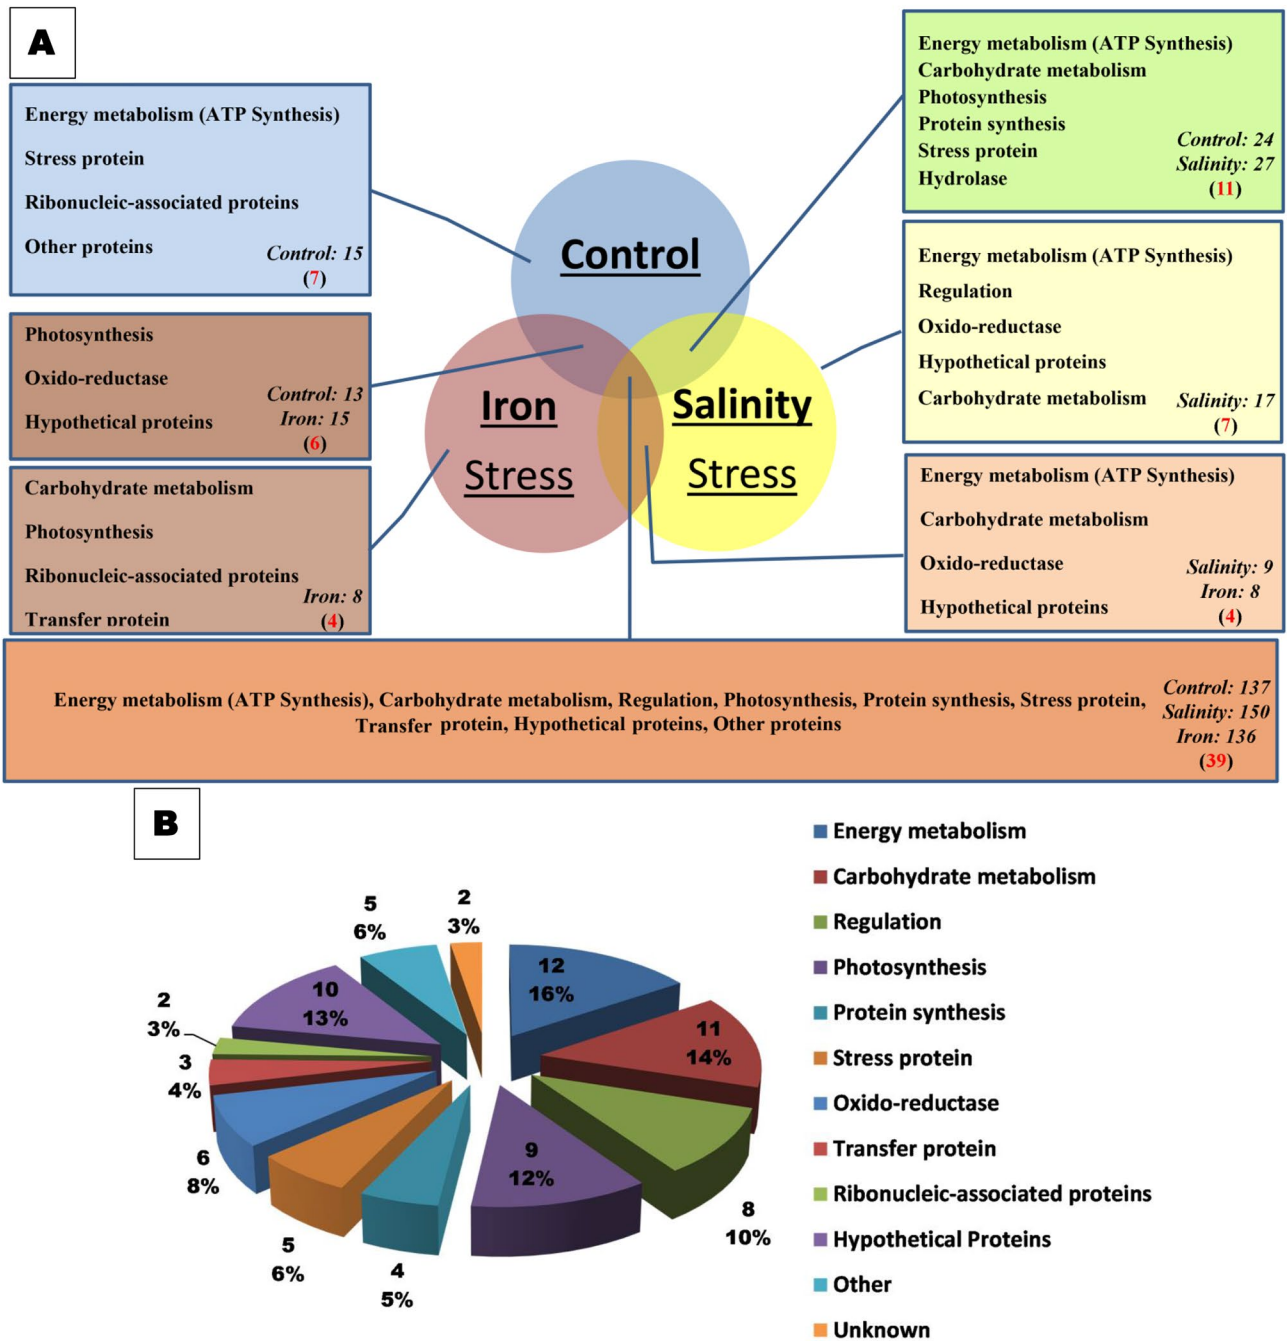 A
Energy metabolism (ATP Synthesis)
Stress protein
Ribonucleic-associated proteins
Other proteins
Control: 15
(7)
Photosynthesis
Oxido-reductase
Hypothetical proteins
Control: 13
Iron: 15
(6)
Carbohydrate metabolism
Photosynthesis
Ribonucleic-associated proteins
Transfer protein
Iron: 8
(4)
Control
Iron
Stress
Salinity
Stress
Energy metabolism (ATP Synthesis)
Carbohydrate metabolism
Photosynthesis
Protein synthesis
Stress protein
Hydrolase
Control: 24
Salinity: 27
(11)
Energy metabolism (ATP Synthesis)
Regulation
Oxido-reductase
Hypothetical proteins
Carbohydrate metabolism
Salinity: 17
(7)
Energy metabolism (ATP Synthesis)
Carbohydrate metabolism
Oxido-reductase
Hypothetical proteins
Salinity: 9
Iron: 8
(4)
Energy metabolism (ATP Synthesis), Carbohydrate metabolism, Regulation, Photosynthesis, Protein synthesis, Stress protein,
Transfer protein, Hypothetical proteins, Other proteins
Control: 137
Salinity: 150
Iron: 136
(39)
B
12
16%
11
14%
8
10%
9
12%
4
5%
5
6%
6
8%
3
4%
2
3%
10
13%
5
6%
2
3%
Energy metabolism
Carbohydrate metabolism
Regulation
Photosynthesis
Protein synthesis
Stress protein
Oxido-reductase
Transfer protein
Ribonucleic-associated proteins
Hypothetical Proteins
Other
Unknown